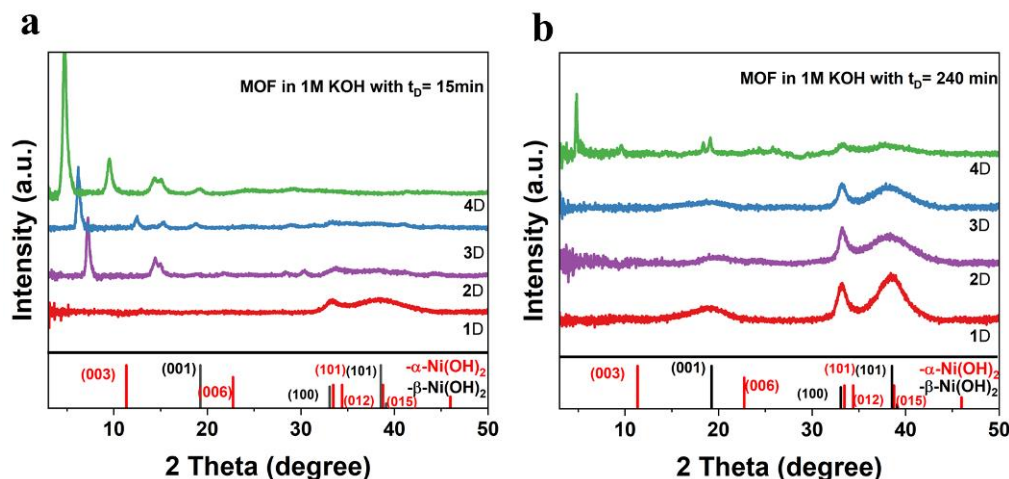 a
MOF in 1M KOH with t_D= 15min
Intensity (a.u.)
4D
3D
2D
1D
(003)
(001)
(006)
(100)
(101)
(012)
(101)
(015)
-α-Ni(OH)₂
-β-Ni(OH)₂
10 20 30 40 50
2 Theta (degree)
b
MOF in 1M KOH with t_D= 240 min
Intensity (a.u.)
4D
3D
2D
1D
(003)
(001)
(006)
(100)
(101)
(012)
(101)
(015)
-α-Ni(OH)₂
-β-Ni(OH)₂
10 20 30 40 50
2 Theta (degree)